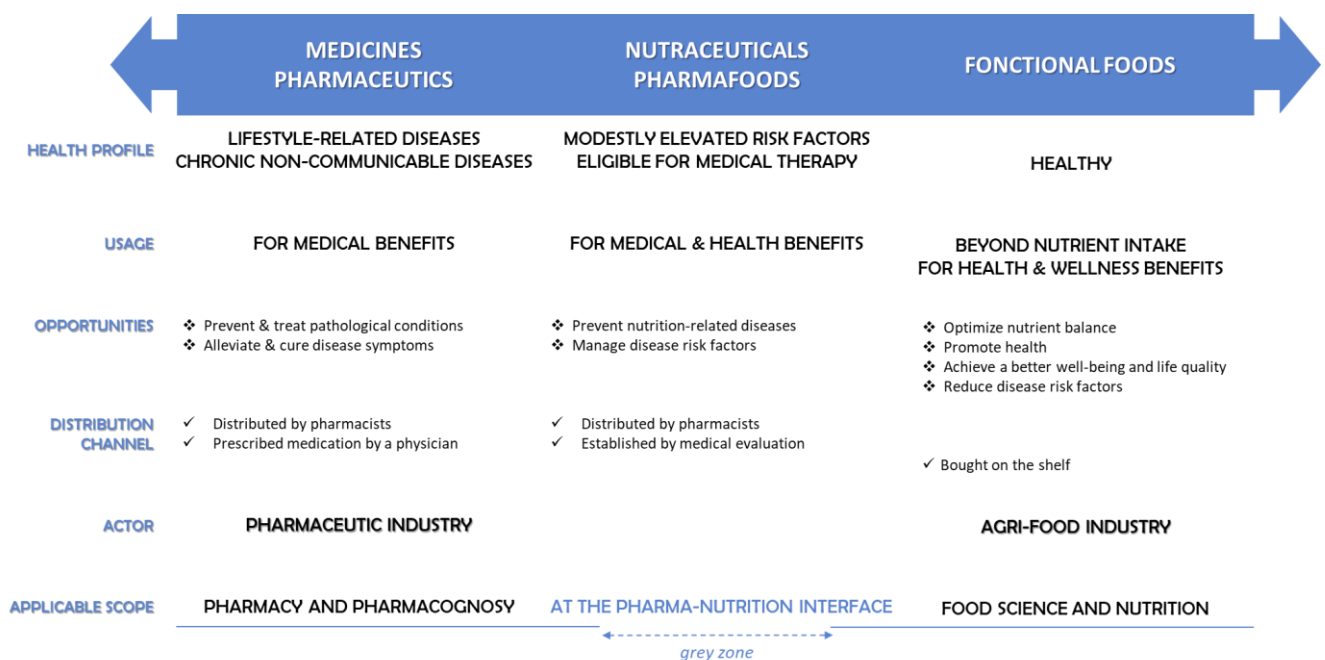 MEDICINES
PHARMACEUTICS
NUTRACEUTICALS
PHARMAFOODS
FONCTIONAL FOODS
HEALTH PROFILE
LIFESTYLE-RELATED DISEASES
CHRONIC NON-COMMUNICABLE DISEASES
MODESTLY ELEVATED RISK FACTORS
ELIGIBLE FOR MEDICAL THERAPY
HEALTHY
USAGE
FOR MEDICAL BENEFITS
FOR MEDICAL & HEALTH BENEFITS
BEYOND NUTRIENT INTAKE
FOR HEALTH & WELLNESS BENEFITS
OPPORTUNITIES
❖ Prevent & treat pathological conditions
❖ Alleviate & cure disease symptoms
❖ Prevent nutrition-related diseases
❖ Manage disease risk factors
❖ Optimize nutrient balance
❖ Promote health
❖ Achieve a better well-being and life quality
❖ Reduce disease risk factors
DISTRIBUTION
CHANNEL
✓ Distributed by pharmacists
✓ Prescribed medication by a physician
✓ Distributed by pharmacists
✓ Established by medical evaluation
✓ Bought on the shelf
ACTOR
PHARMACEUTIC INDUSTRY
AGRI-FOOD INDUSTRY
APPLICABLE SCOPE
PHARMACY AND PHARMACOGNOSY
AT THE PHARMA-NUTRITION INTERFACE
FOOD SCIENCE AND NUTRITION
grey zone